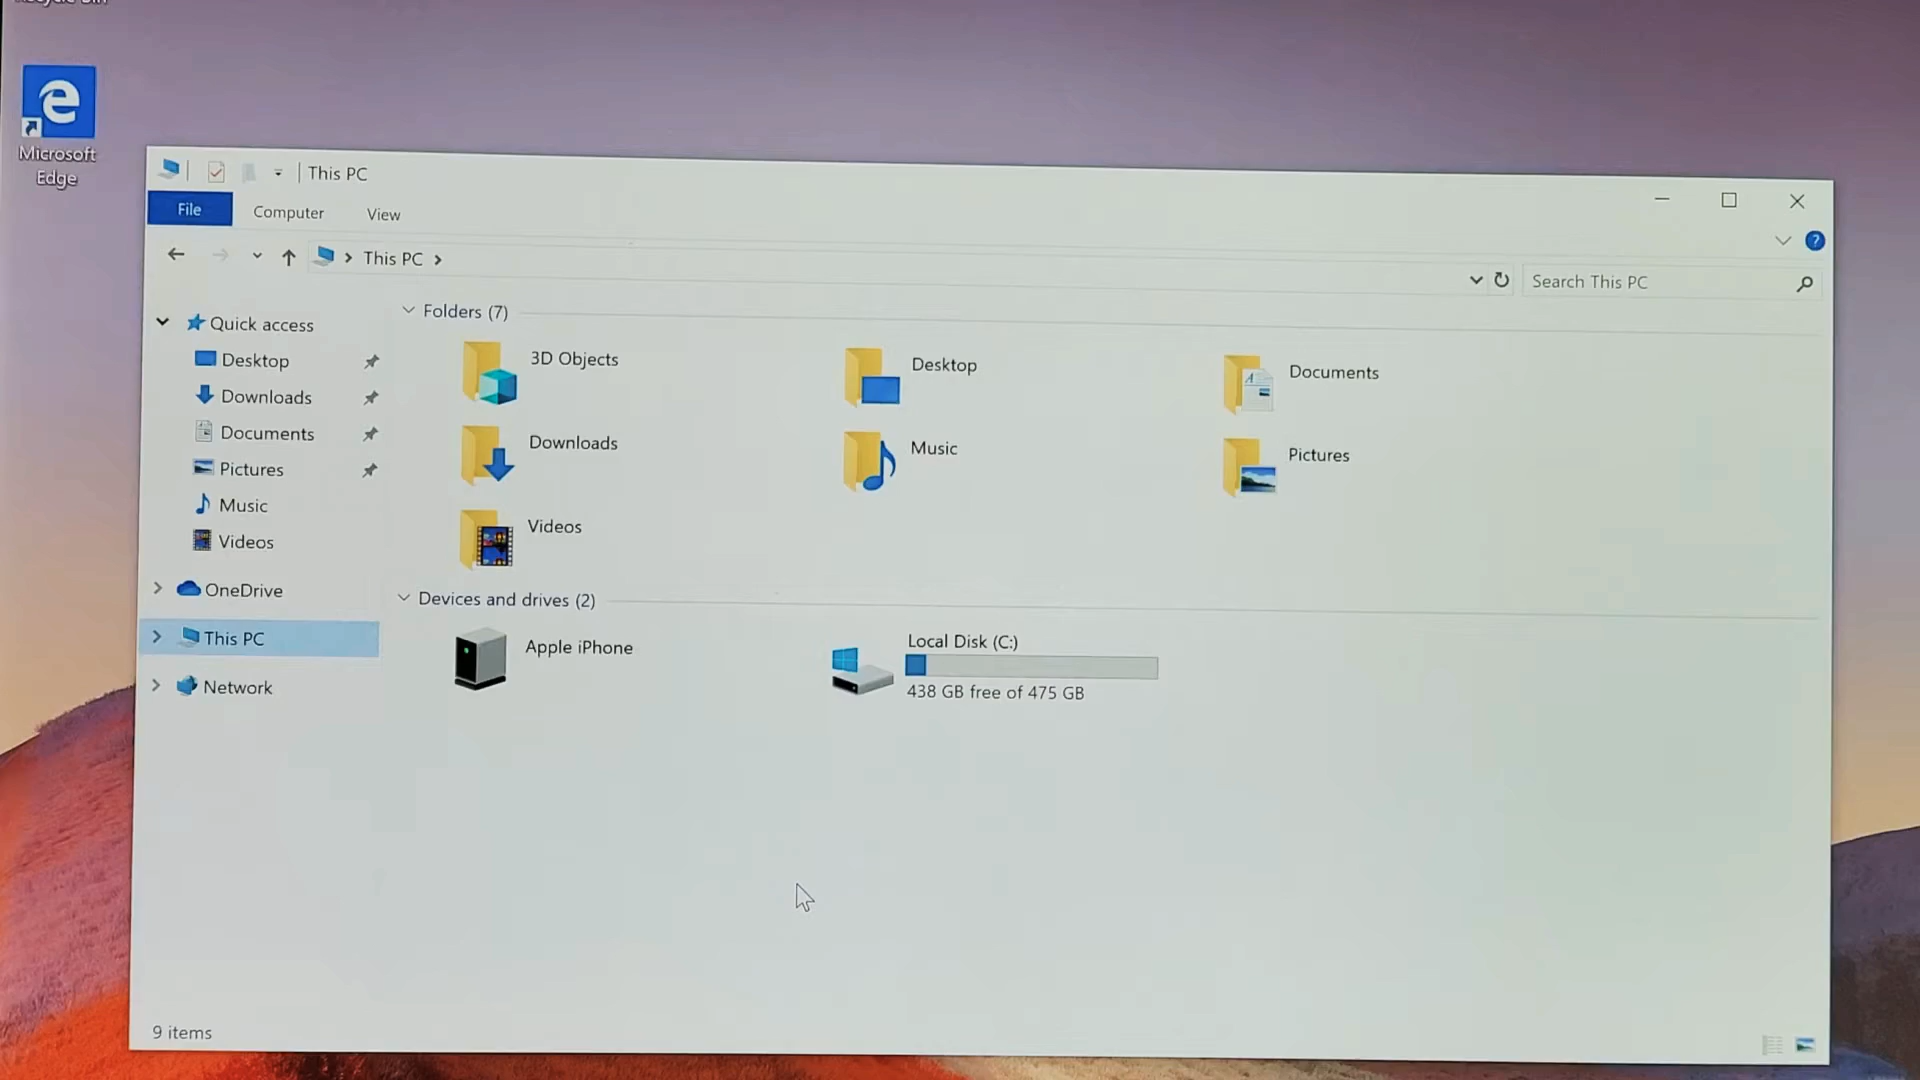 Recycle Bin
Microsoft
Edge
This PC
File
Computer
View
This PC
Search This PC
Quick access
Desktop
Downloads
Documents
Pictures
Music
Videos
OneDrive
This PC
Network
Folders (7)
3D Objects
Desktop
Documents
Downloads
Music
Pictures
Videos
Devices and drives (2)
Apple iPhone
Local Disk (C:)
438 GB free of 475 GB
9 items